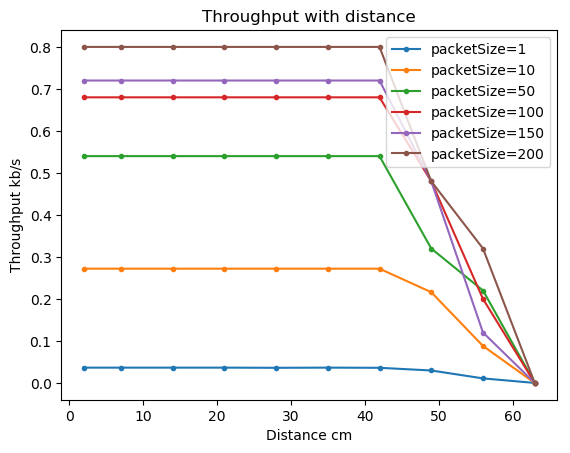 Throughput with distance
packetSize=1
packetSize=10
packetSize=50
packetSize=100
packetSize=150
packetSize=200
Throughput kb/s
0.8
0.7
0.6
0.5
0.4
0.3
0.2
0.1
0.0
0 10 20 30 40 50 60
Distance cm